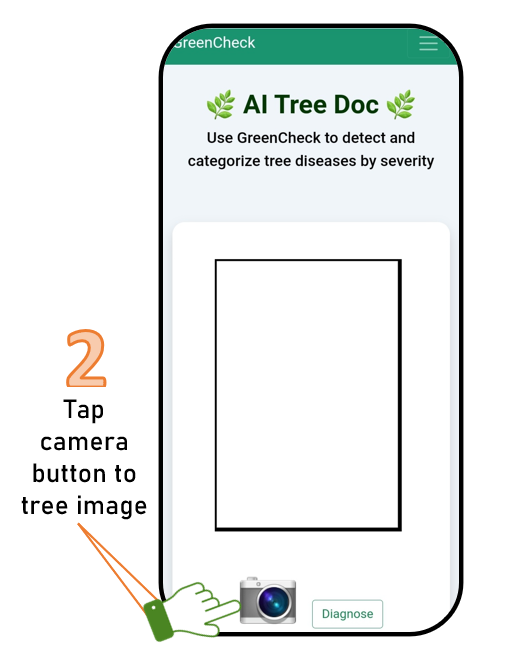 GreenCheck
AI Tree Doc
Use GreenCheck to detect and
categorize tree diseases by severity
2
Tap
camera
button to
tree image
Diagnose